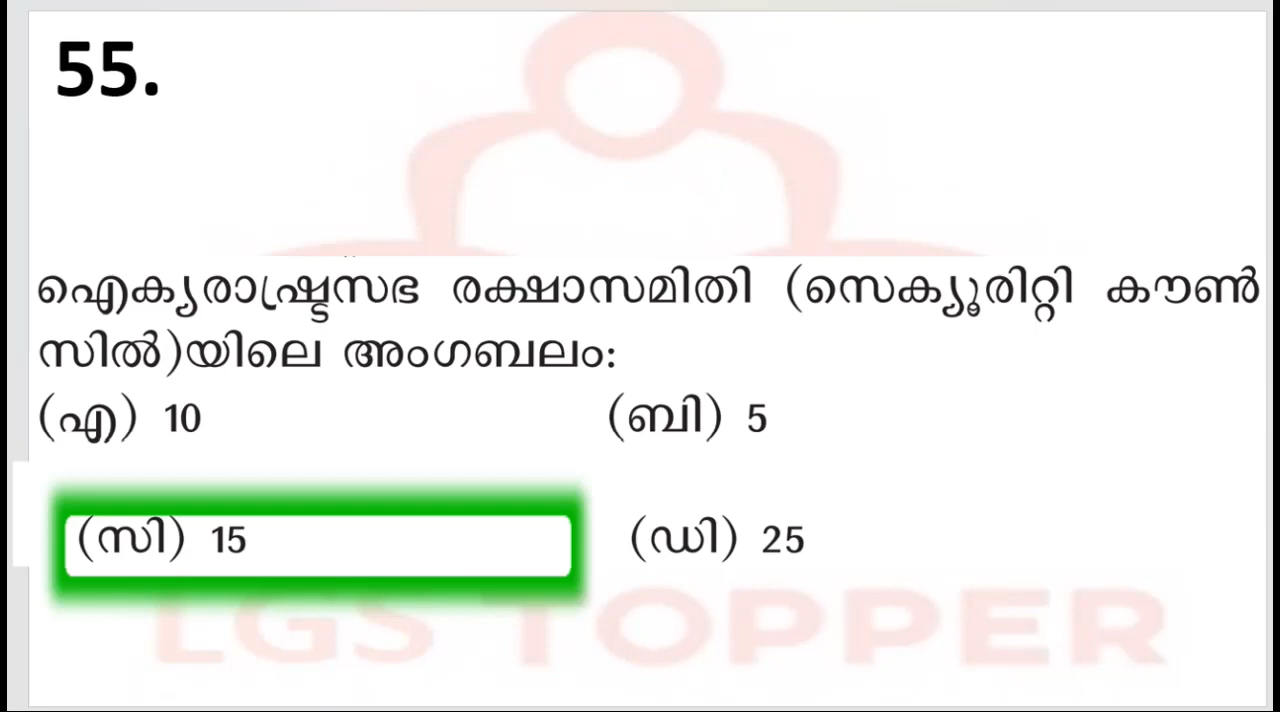 55.
ഐക്യരാഷ്ട്രസഭ രക്ഷാസമിതി (സെക്യൂരിറ്റി കൗൺ
സിൽ)യിലെ അംഗബലം:
(എ) 10 (ബി) 5
(സി) 15 (ഡി) 25
LGS TOPPER